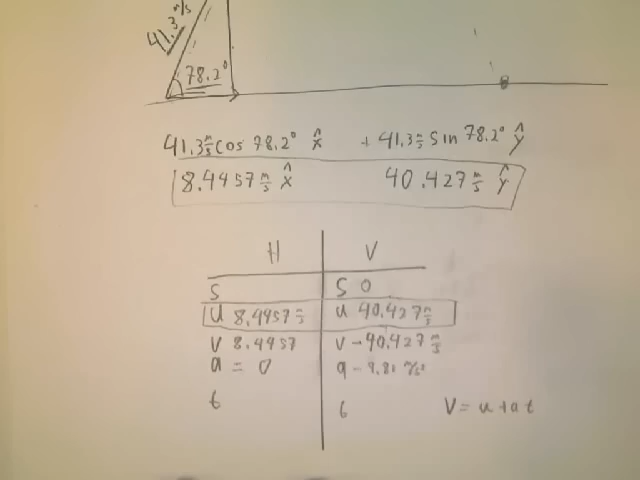 41.3 m/s
78.2°
41.3 m/s cos 78.2° x̂ + 41.3 m/s sin 78.2° ŷ
8.4457 m/s x̂ 40.427 m/s ŷ
H V
S S 0
u 8.4457 m/s u 40.427 m/s
v 8.4457 v -40.427 m/s
a = 0 a -9.81 m/s²
t t V = u + a t